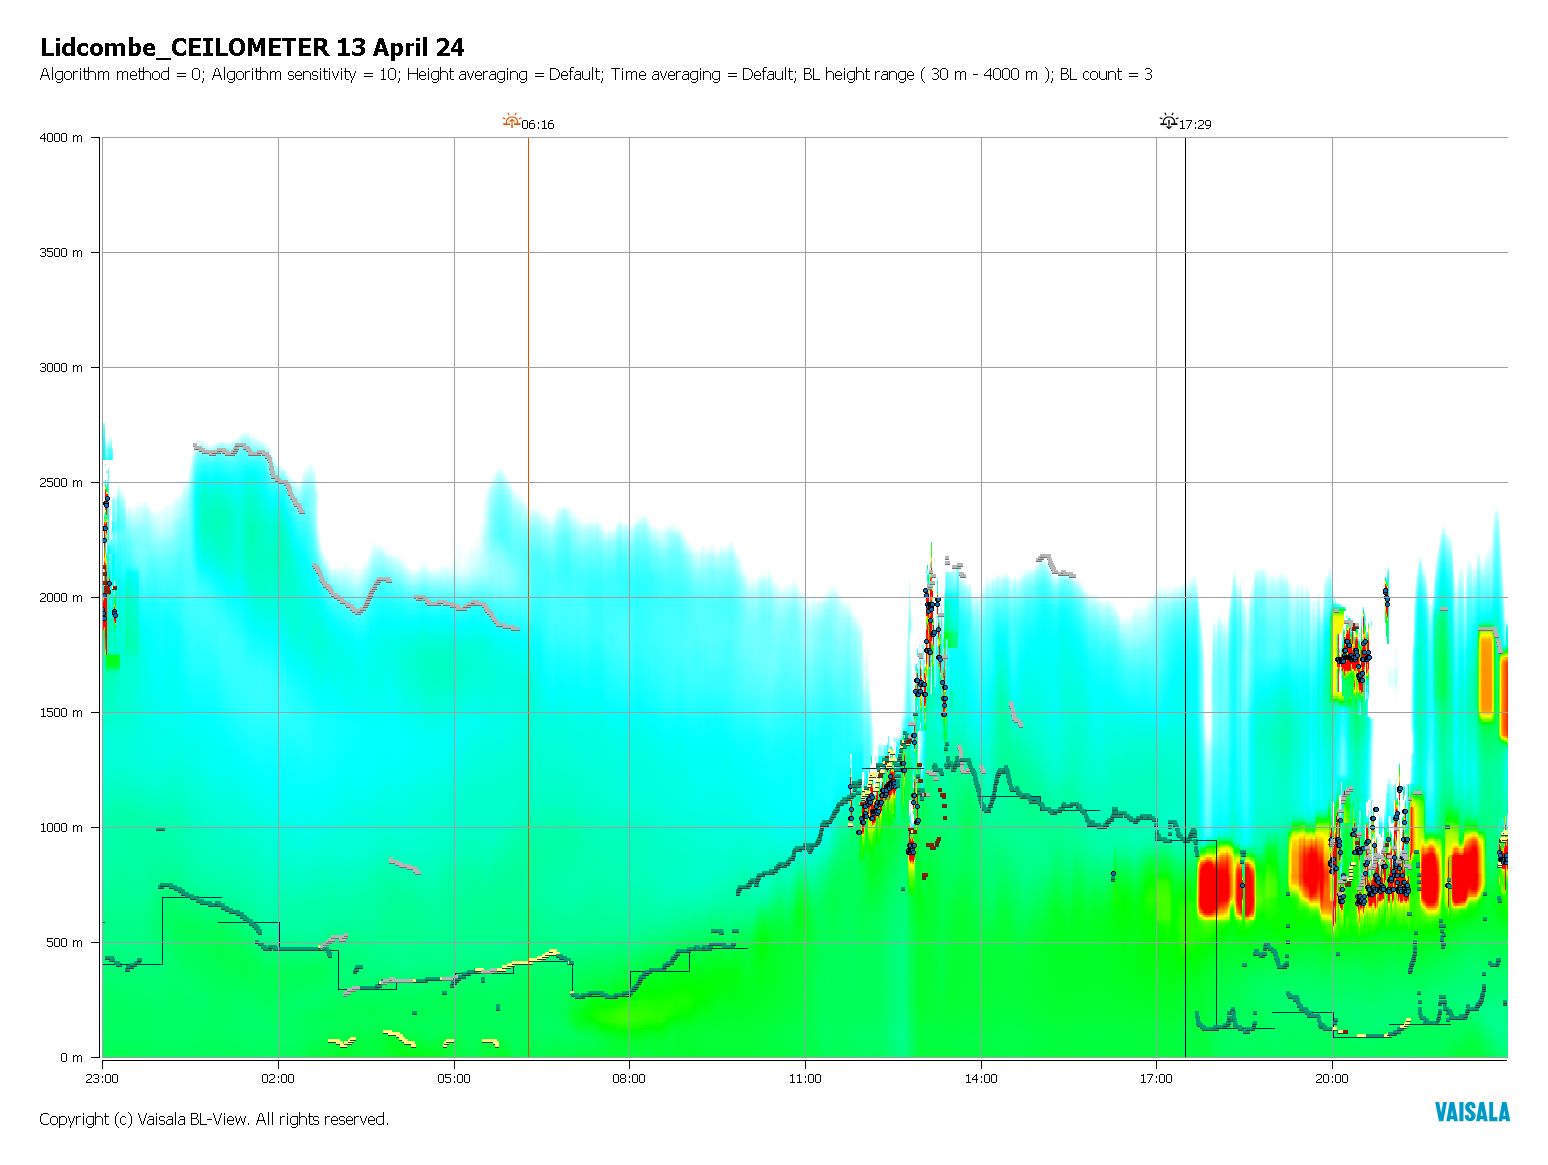 Lidcombe_CEILOMETER 13 April 24
Algorithm method = 0; Algorithm sensitivity = 10; Height averaging = Default; Time averaging = Default; BL height range ( 30 m - 4000 m ); BL count = 3
06:16
17:29
4000 m
3500 m
3000 m
2500 m
2000 m
1500 m
1000 m
500 m
0 m
23:00
02:00
05:00
08:00
11:00
14:00
17:00
20:00
Copyright (c) Vaisala BL-View. All rights reserved.
VAISALA